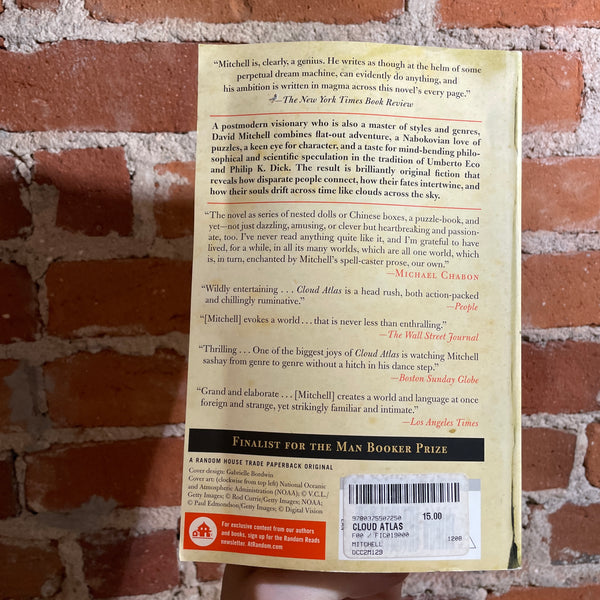 “Mitchell is, clearly, a genius. He writes as though at the helm of some
perpetual dream machine, can evidently do anything, and
his ambition is written in magma across this novel’s every page.”
—The New York Times Book Review
A postmodern visionary who is also a master of styles and genres,
David Mitchell combines flat-out adventure, a Nabokovian love of
puzzles, a keen eye for character, and a taste for mind-bending philo-
sophical and scientific speculation in the tradition of Umberto Eco
and Philip K. Dick. The result is brilliantly original fiction that
reveals how disparate people connect, how their fates intertwine, and
how their souls drift across time like clouds across the sky.
“The novel as series of nested dolls or Chinese boxes, a puzzle-book, and
yet—not just dazzling, amusing, or clever but heartbreaking and passion-
ate, too. I’ve never read anything quite like it, and I’m grateful to have
lived, for a while, in all its many worlds, which are all one world, which
is, in turn, enchanted by Mitchell’s spell-caster prose, our own.”
—Michael Chabon
“Wildly entertaining . . . Cloud Atlas is a head rush, both action-packed
and chillingly ruminative.”
—People
“[Mitchell] evokes a world . . . that is never less than enthralling.”
—The Wall Street Journal
“Thrilling . . . One of the biggest joys of Cloud Atlas is watching Mitchell
sashay from genre to genre without a hitch in his dance step.”
—Boston Sunday Globe
“Grand and elaborate . . . [Mitchell] creates a world and language at once
foreign and strange, yet strikingly familiar and intimate.”
—Los Angeles Times
Finalist for the Man Booker Prize
A RANDOM HOUSE TRADE PAPERBACK ORIGINAL
Cover design: Gabrielle Bordwin
Cover art: (clockwise from top left) National Oceanic
and Atmospheric Administration (NOAA); © V.C.L./
Getty Images; © Rod Currie/Getty Images; NOAA;
© Paul Edmondson/Getty Images; © Digital Vision
For exclusive content from our authors
and books, sign up for the Random Reads
newsletter. AtRandom.com
9780375507250 15.00
CLOUD ATLAS
F00 / FIC019000 1208
MITCHELL
DCC2M129